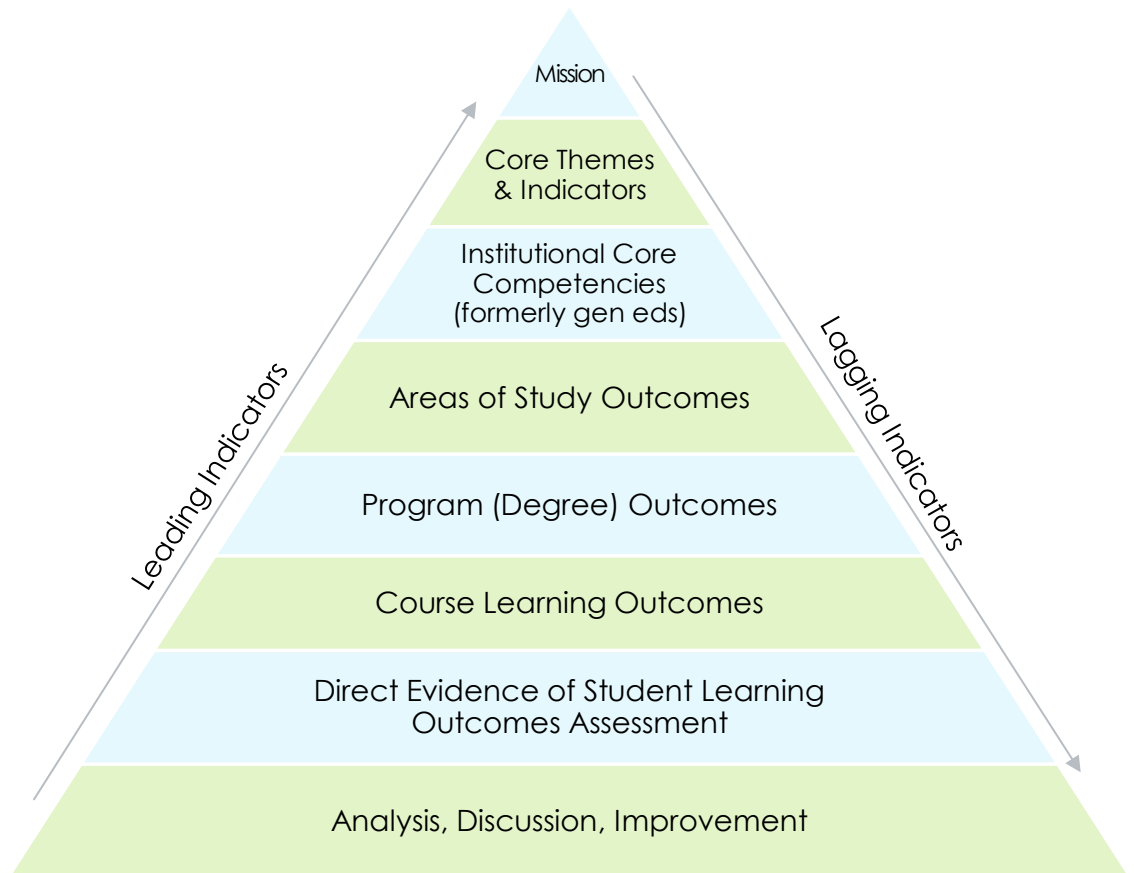 Mission
Core Themes
& Indicators
Institutional Core
Competencies
(formerly gen eds)
Areas of Study Outcomes
Program (Degree) Outcomes
Course Learning Outcomes
Direct Evidence of Student Learning
Outcomes Assessment
Analysis, Discussion, Improvement
Leading Indicators
Lagging Indicators